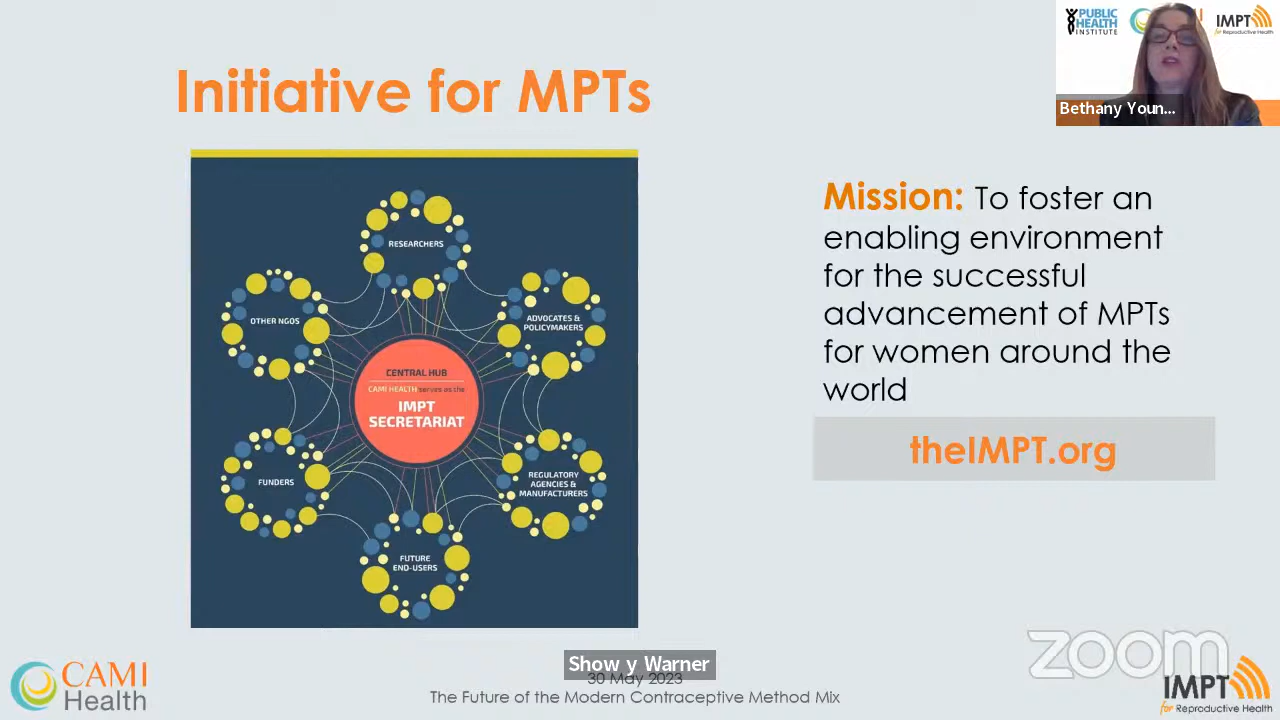 Initiative for MPTs
PUBLIC
HEALTH
INSTITUTE
IMPT
for Reproductive Health
Bethany Youn...
RESEARCHERS
OTHER NGOS
ADVOCATES &
POLICYMAKERS
CENTRAL HUB
CAMI HEALTH serves as the
IMPT
SECRETARIAT
FUNDERS
REGULATORY
AGENCIES &
MANUFACTURERS
FUTURE
END-USERS
Mission: To foster an
enabling environment
for the successful
advancement of MPTs
for women around the
world
theIMPT.org
zoom
Show y Warner
30 May 2023
The Future of the Modern Contraceptive Method Mix
CAMI
Health
IMPT
for Reproductive Health